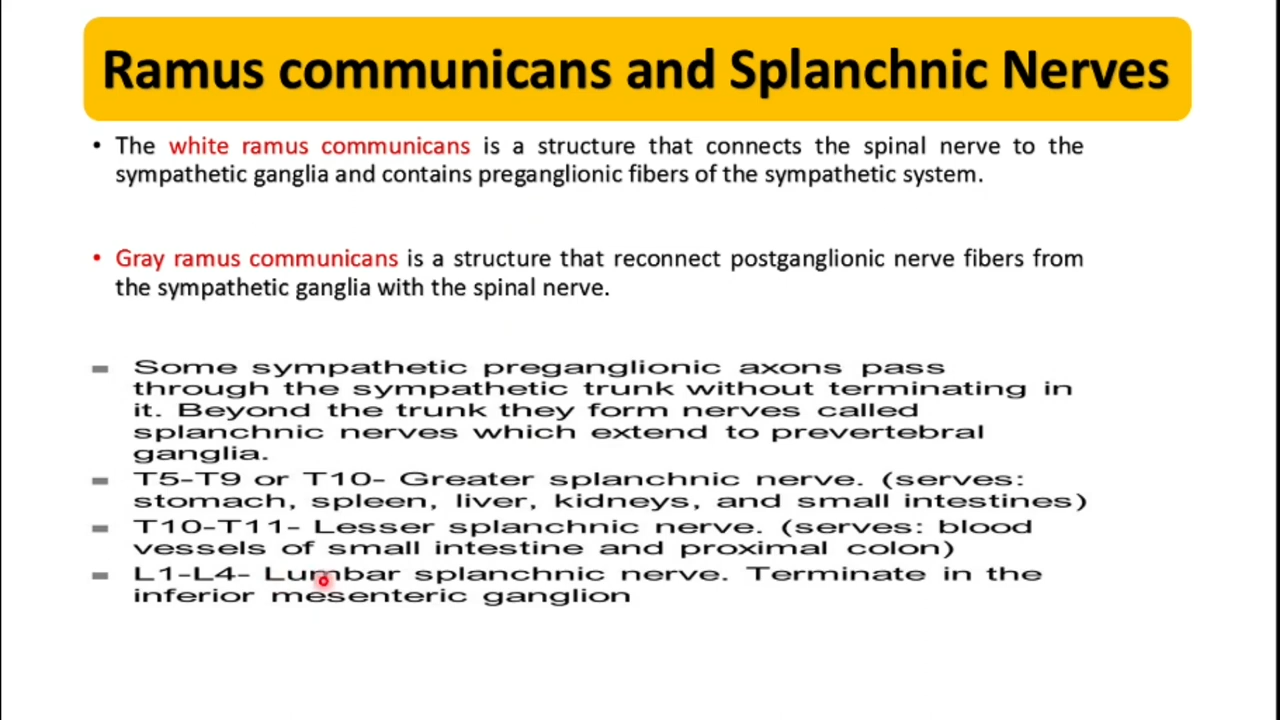 Ramus communicans and Splanchnic Nerves
• The white ramus communicans is a structure that connects the spinal nerve to the
sympathetic ganglia and contains preganglionic fibers of the sympathetic system.
• Gray ramus communicans is a structure that reconnect postganglionic nerve fibers from
the sympathetic ganglia with the spinal nerve.
– Some sympathetic preganglionic axons pass
through the sympathetic trunk without terminating in
it. Beyond the trunk they form nerves called
splanchnic nerves which extend to prevertebral
ganglia.
– T5-T9 or T10- Greater splanchnic nerve. (serves:
stomach, spleen, liver, kidneys, and small intestines)
– T10-T11- Lesser splanchnic nerve. (serves: blood
vessels of small intestine and proximal colon)
– L1-L4- Lumbar splanchnic nerve. Terminate in the
inferior mesenteric ganglion